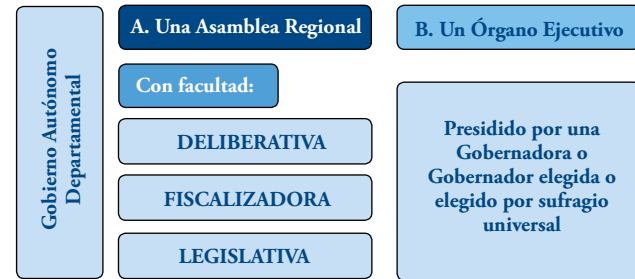 Gobierno Autónomo
Departamental
A. Una Asamblea Regional
Con facultad:
DELIBERATIVA
FISCALIZADORA
LEGISLATIVA
B. Un Órgano Ejecutivo
Presidido por una
Gobernadora o
Gobernador elegida o
elegido por sufragio
universal